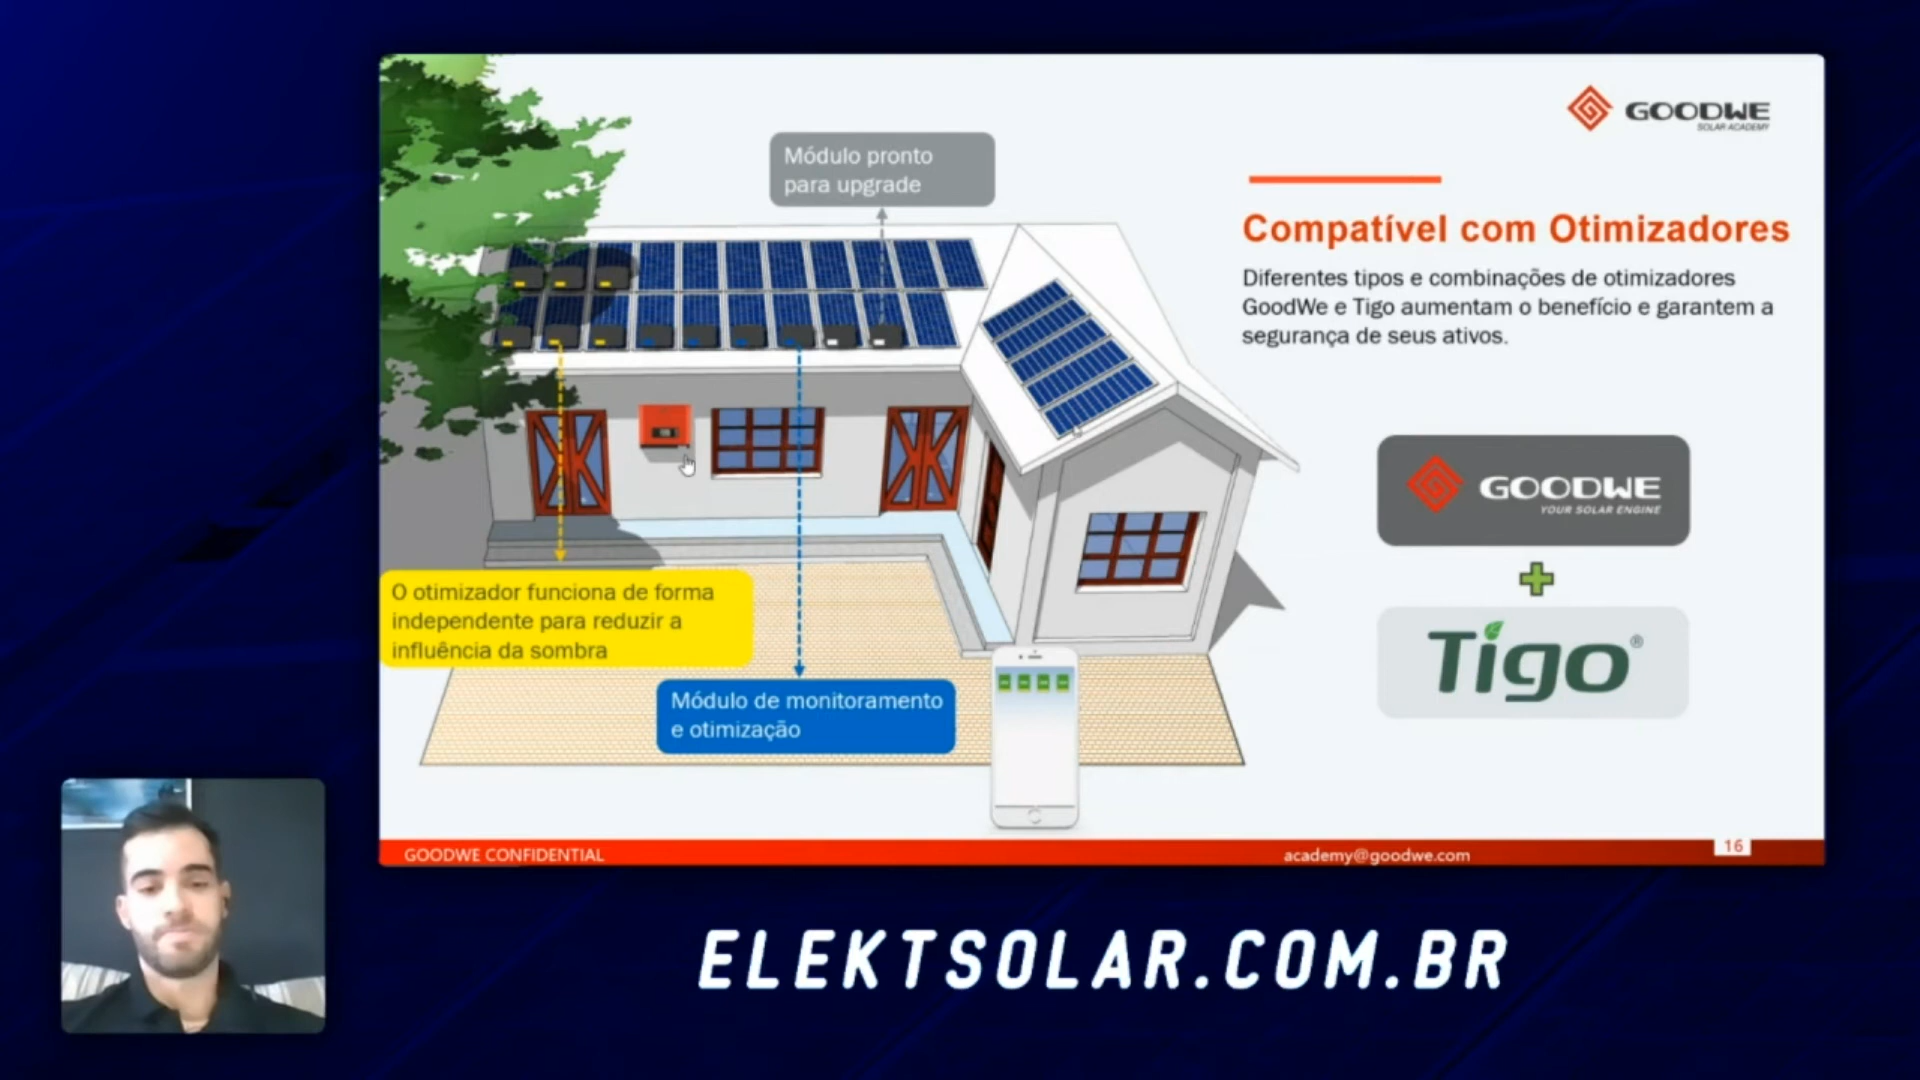 GOODWE
SOLAR ACADEMY
Módulo pronto
para upgrade
Compatível com Otimizadores
Diferentes tipos e combinações de otimizadores
GoodWe e Tigo aumentam o benefício e garantem a
segurança de seus ativos.
GOODWE
YOUR SOLAR ENGINE
Tigo®
O otimizador funciona de forma
independente para reduzir a
influência da sombra
Módulo de monitoramento
e otimização
GOODWE CONFIDENTIAL
academy@goodwe.com
16
ELEKTSOLAR.COM.BR